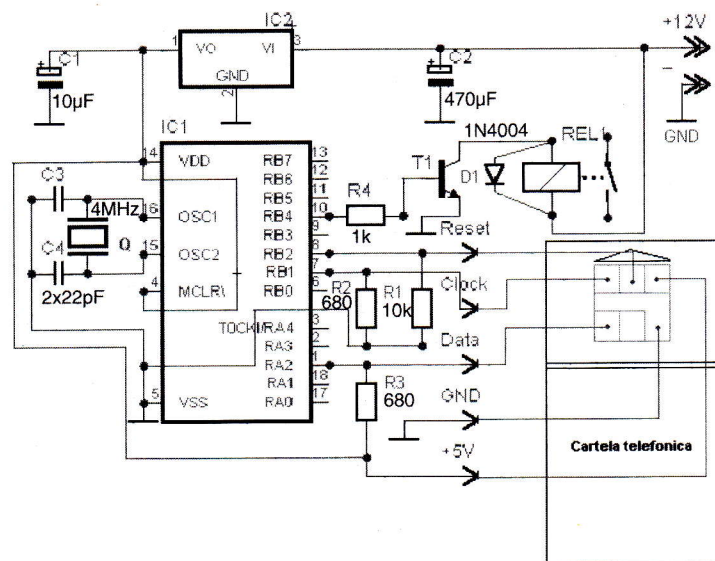 IC2
+12V
C1
1
VO
VI
3
C2
GND
2
10µF
470µF
GND
IC1
1N4004
REL1
14
VDD
RB7
13
T1
C3
RB6
12
D1
RB5
11
R4
4MHz
16
OSC1
RB4
10
RB3
9
1k
Reset
C4
Q
15
OSC2
RB2
8
RB1
7
Clock
2x22pF
4
MCLR\
RB0
6
R2
680
R1
10k
T0CKI/RA4
3
Data
RA3
2
RA2
1
RA1
18
R3
680
GND
5
VSS
RA0
17
+5V
Cartela telefonica